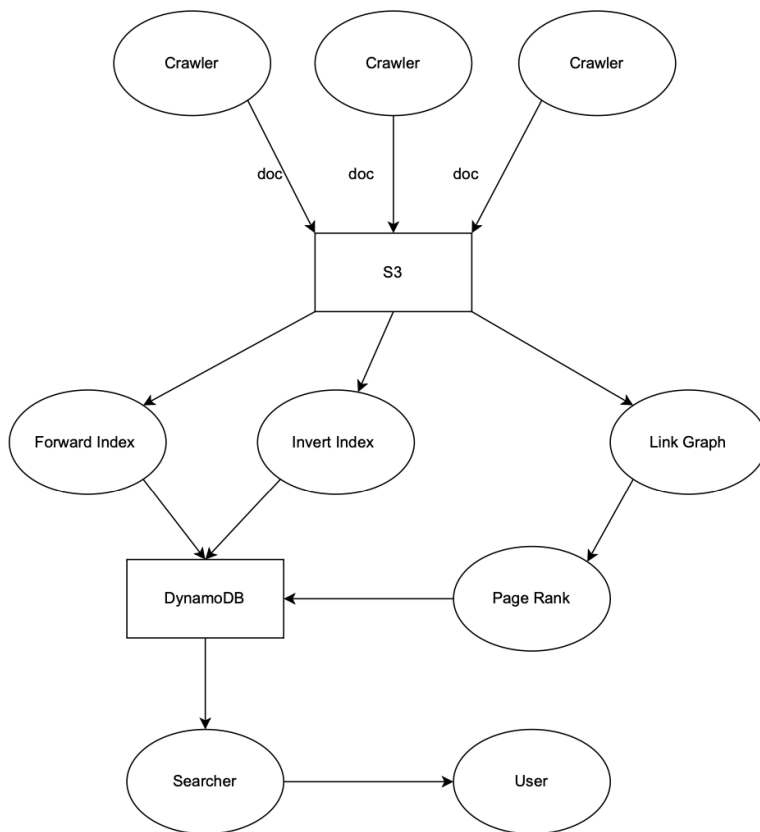 Crawler
Crawler
Crawler
doc
doc
doc
S3
Forward Index
Invert Index
Link Graph
DynamoDB
Page Rank
Searcher
User